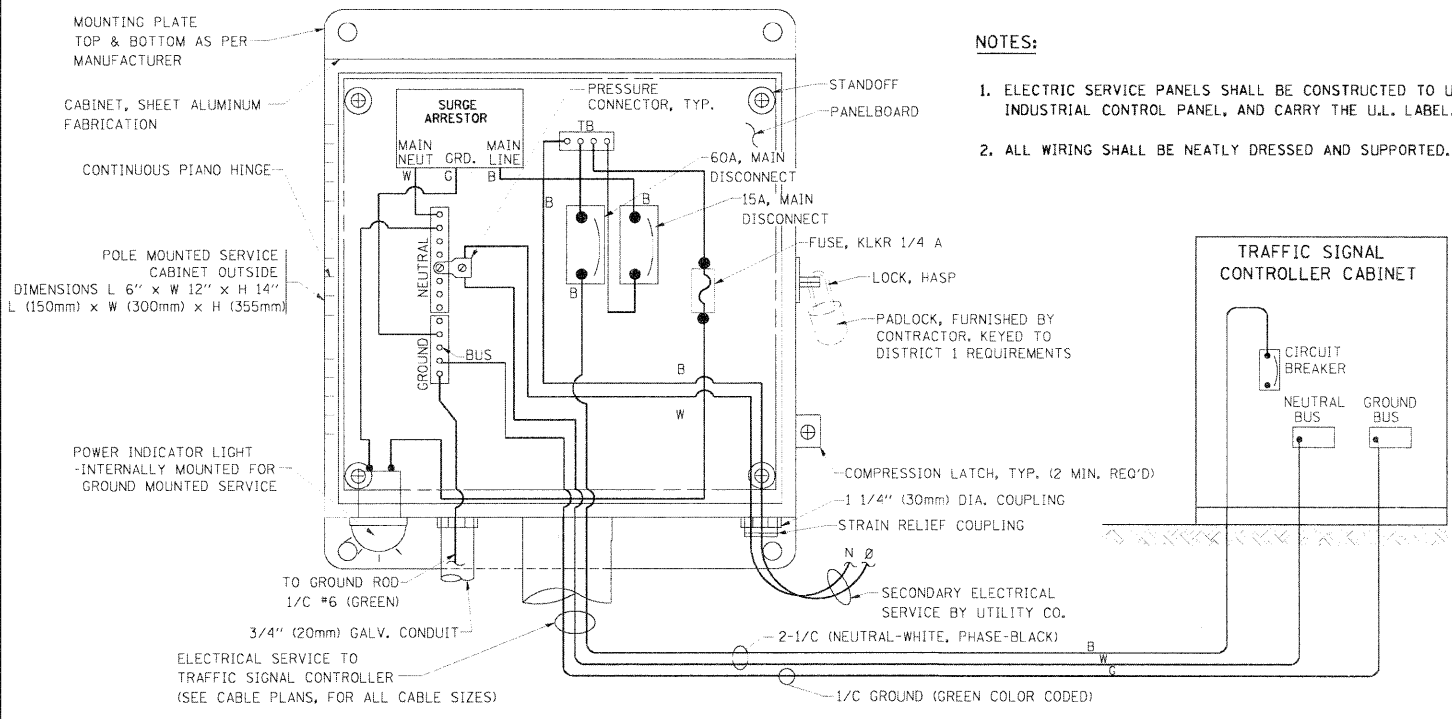 MOUNTING PLATE
TOP & BOTTOM AS PER
MANUFACTURER
CABINET, SHEET ALUMINUM
FABRICATION
CONTINUOUS PIANO HINGE
POLE MOUNTED SERVICE
CABINET OUTSIDE
DIMENSIONS L 6" x W 12" x H 14"
L (150mm) x W (300mm) x H (355mm)
POWER INDICATOR LIGHT
-INTERNALLY MOUNTED FOR
GROUND MOUNTED SERVICE
TO GROUND ROD
1/C #6 (GREEN)
3/4" (20mm) GALV. CONDUIT
ELECTRICAL SERVICE TO
TRAFFIC SIGNAL CONTROLLER
(SEE CABLE PLANS, FOR ALL CABLE SIZES)
SURGE
ARRESTOR
MAIN
NEUT
GRD.
MAIN
LINE
W
G
B
PRESSURE
CONNECTOR, TYP.
TB
60A, MAIN
DISCONNECT
15A, MAIN
DISCONNECT
B
B
B
NEUTRAL
GROUND
BUS
B
W
STANDOFF
PANELBOARD
FUSE, KLKR 1/4 A
LOCK, HASP
PADLOCK, FURNISHED BY
CONTRACTOR, KEYED TO
DISTRICT 1 REQUIREMENTS
COMPRESSION LATCH, TYP. (2 MIN. REQ'D)
1 1/4" (30mm) DIA. COUPLING
STRAIN RELIEF COUPLING
N Ø
SECONDARY ELECTRICAL
SERVICE BY UTILITY CO.
2-1/C (NEUTRAL-WHITE, PHASE-BLACK)
B
W
G
1/C GROUND (GREEN COLOR CODED)
NOTES:
1. ELECTRIC SERVICE PANELS SHALL BE CONSTRUCTED TO
INDUSTRIAL CONTROL PANEL, AND CARRY THE U.L. LABEL.
2. ALL WIRING SHALL BE NEATLY DRESSED AND SUPPORTED.
TRAFFIC SIGNAL
CONTROLLER CABINET
CIRCUIT
BREAKER
NEUTRAL
BUS
GROUND
BUS